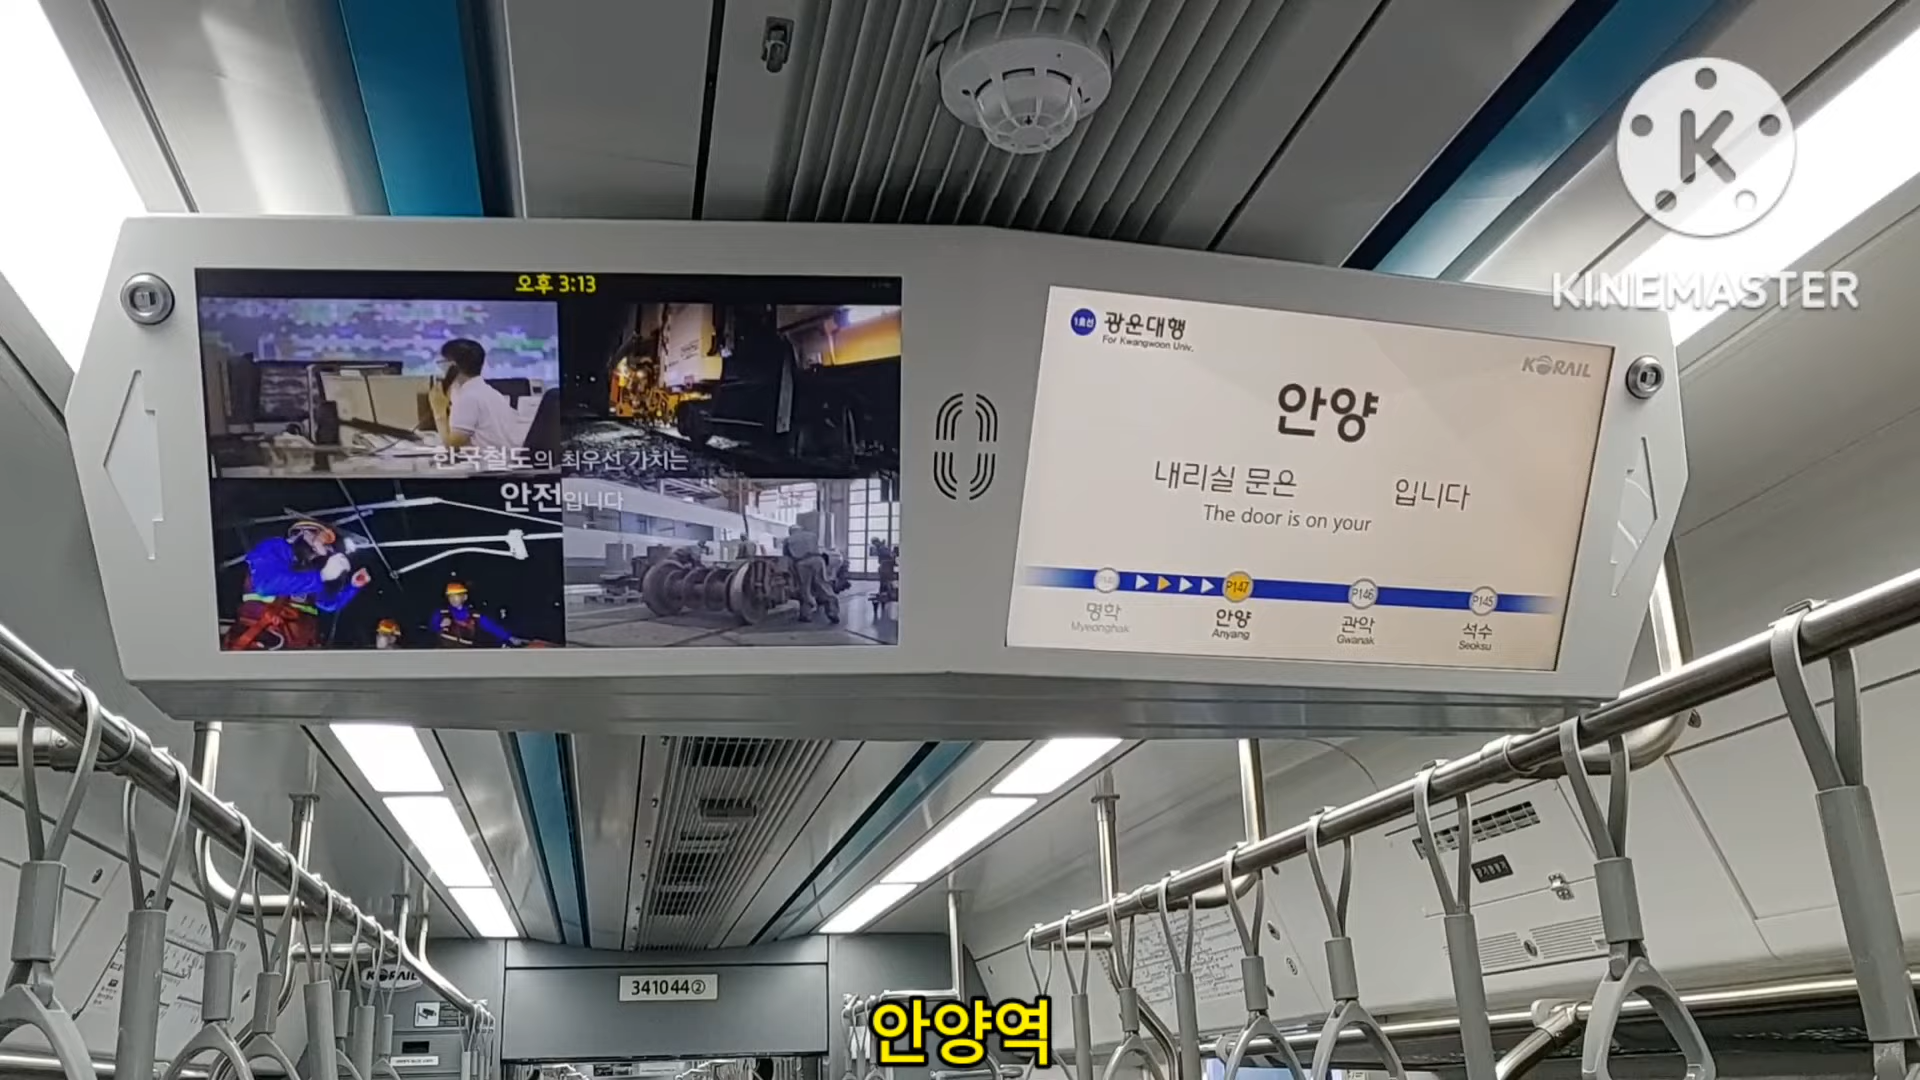 KINEMASTER
오후 3:13
한국철도의 최우선 가치는
안전입니다
1호선 광운대행
For Kwangwoon Univ.
KORAIL
안양
내리실 문은 입니다
The door is on your
P147 P146 P145
명학 안양 관악 석수
Myeonghak Anyang Gwanak Seoksu
KORAIL
341044②
안양역